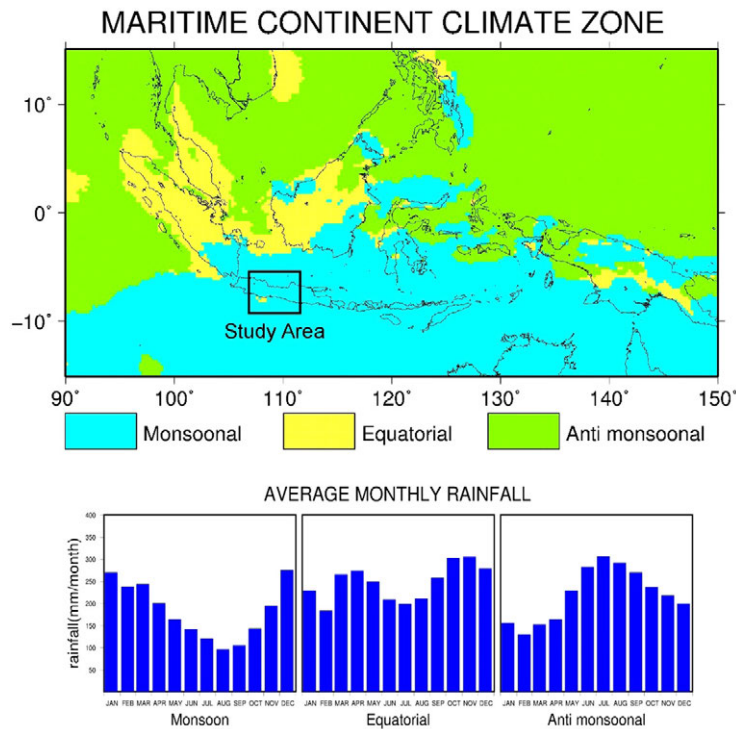 MARITIME CONTINENT CLIMATE ZONE
10°
0°
−10°
Study Area
90° 100° 110° 120° 130° 140° 150°
Monsoonal Equatorial Anti monsoonal
AVERAGE MONTHLY RAINFALL
rainfall(mm/month)
400
350
300
250
200
150
100
50
JAN FEB MAR APR MAY JUN JUL AUG SEP OCT NOV DEC JAN FEB MAR APR MAY JUN JUL AUG SEP OCT NOV DEC JAN FEB MAR APR MAY JUN JUL AUG SEP OCT NOV DEC
Monsoon Equatorial Anti monsoonal